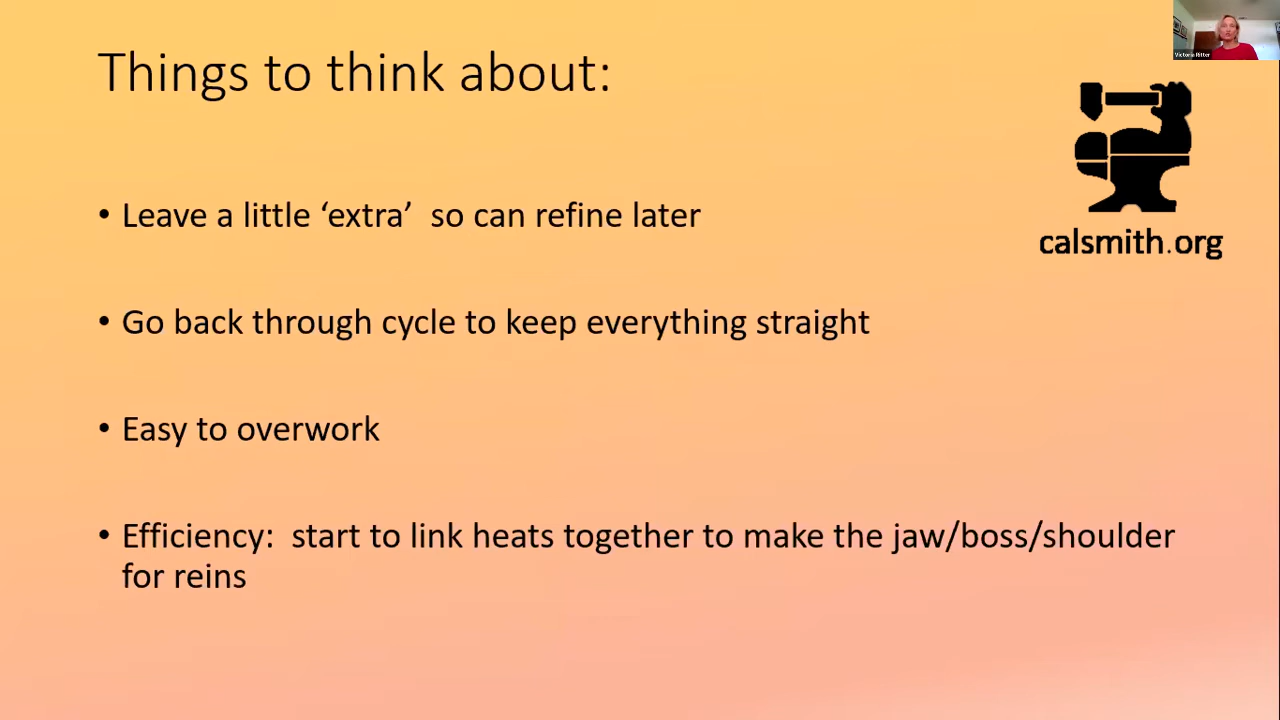 Victoria Ritter
Things to think about:
calsmith.org
• Leave a little ‘extra’  so can refine later
• Go back through cycle to keep everything straight
• Easy to overwork
• Efficiency:  start to link heats together to make the jaw/boss/shoulder
for reins